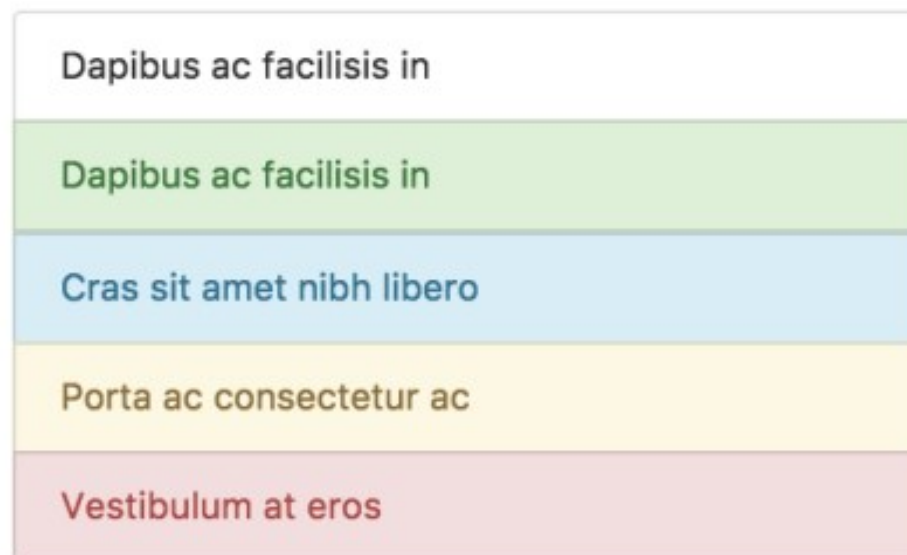 Dapibus ac facilisis in
Dapibus ac facilisis in
Cras sit amet nibh libero
Porta ac consectetur ac
Vestibulum at eros